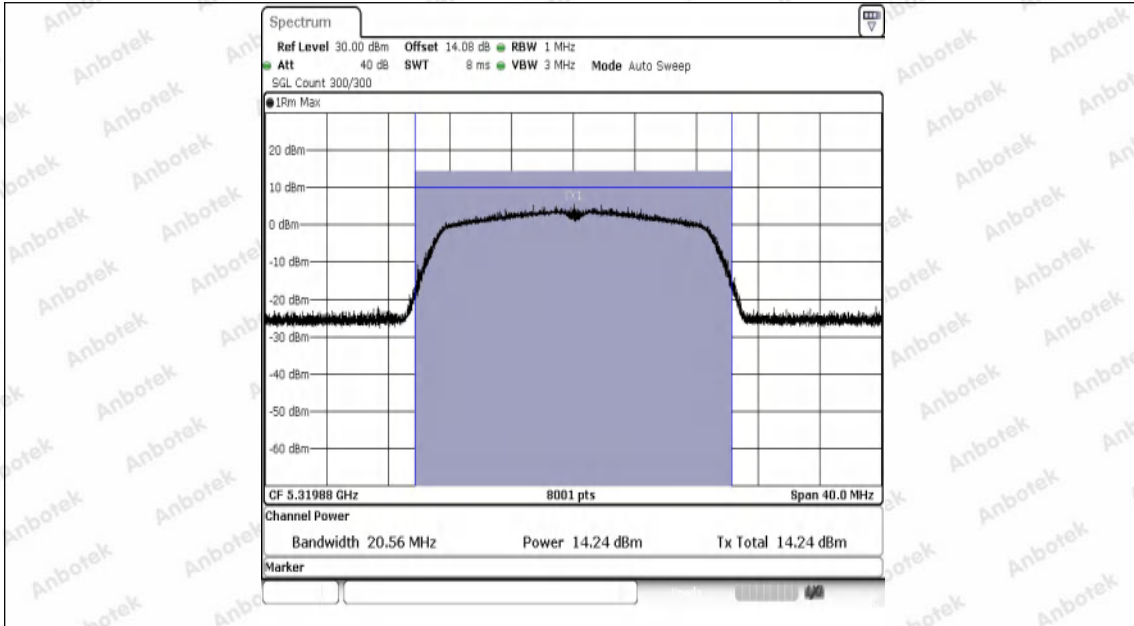 Spectrum
Ref Level 30.00 dBm Offset 14.08 dB RBW 1 MHz
Att 40 dB SWT 8 ms VBW 3 MHz Mode Auto Sweep
SGL Count 300/300
1Rm Max
20 dBm
10 dBm
0 dBm
-10 dBm
-20 dBm
-30 dBm
-40 dBm
-50 dBm
-60 dBm
CF 5.31988 GHz 8001 pts Span 40.0 MHz
Channel Power
Bandwidth 20.56 MHz Power 14.24 dBm Tx Total 14.24 dBm
Marker
Anbotek